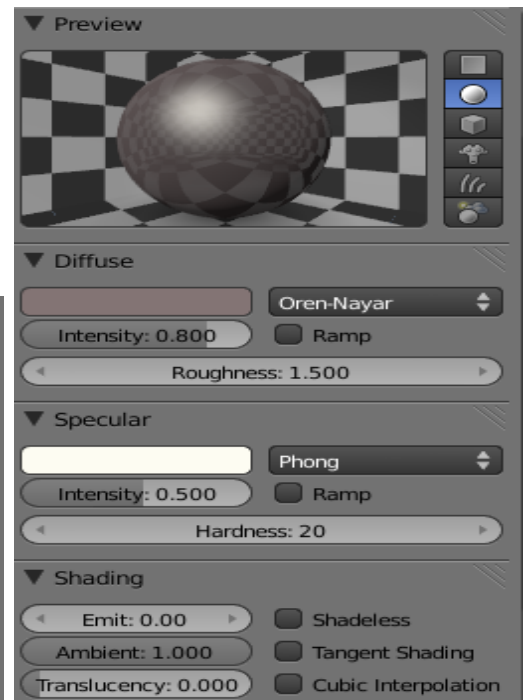 Preview
Diffuse
Oren-Nayar
Intensity: 0.800
Ramp
Roughness: 1.500
Specular
Phong
Intensity: 0.500
Ramp
Hardness: 20
Shading
Emit: 0.00
Shadeless
Ambient: 1.000
Tangent Shading
Translucency: 0.000
Cubic Interpolation